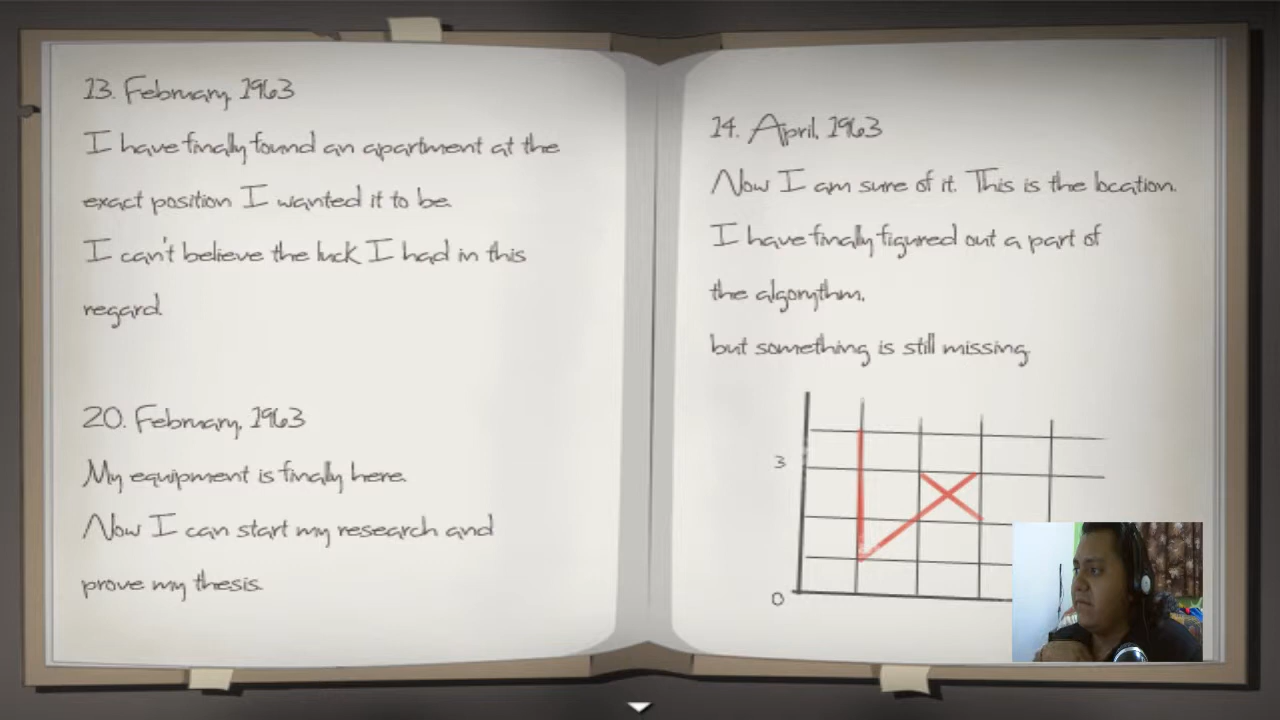 13. February, 1963
I have finally found an apartment at the
exact position I wanted it to be.
I can't believe the luck I had in this
regard.
20. February, 1963
My equipment is finally here.
Now I can start my research and
prove my thesis.
14. April, 1963
Now I am sure of it. This is the location.
I have finally figured out a part of
the algorythm,
but something is still missing.
3
0